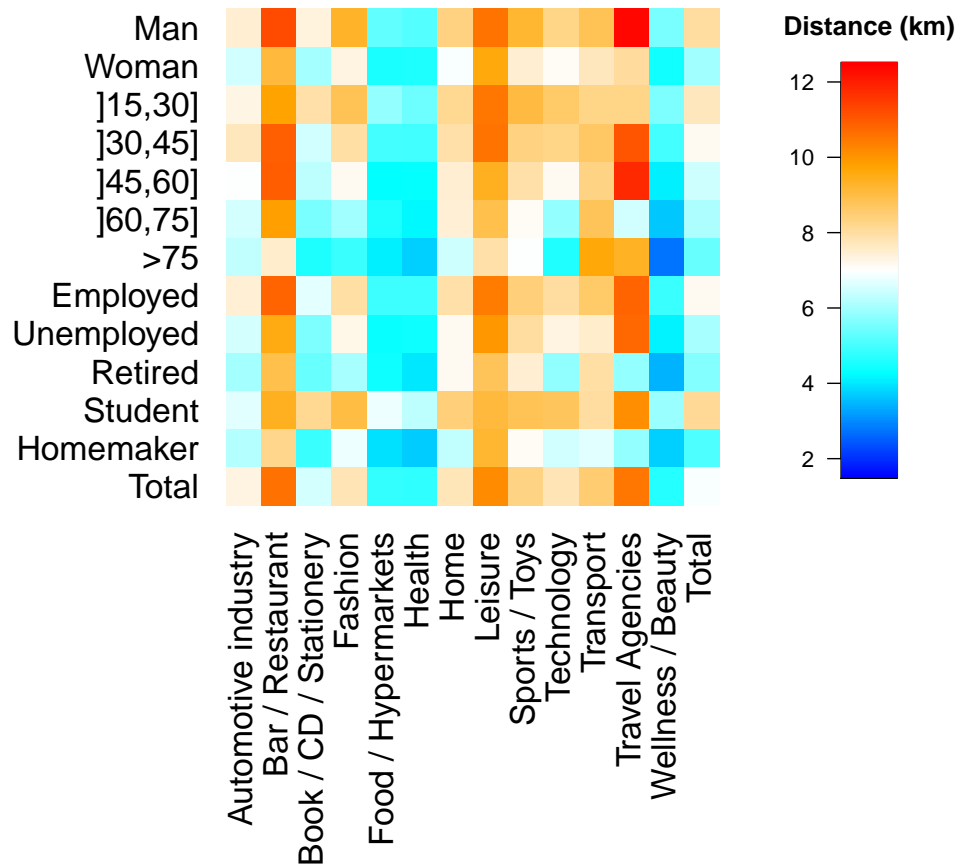 Man
Woman
]15,30]
]30,45]
]45,60]
]60,75]
>75
Employed
Unemployed
Retired
Student
Homemaker
Total
Distance (km)
12
10
8
6
4
2
Automotive industry
Bar / Restaurant
Book / CD / Stationery
Fashion
Food / Hypermarkets
Health
Home
Leisure
Sports / Toys
Technology
Transport
Travel Agencies
Wellness / Beauty
Total